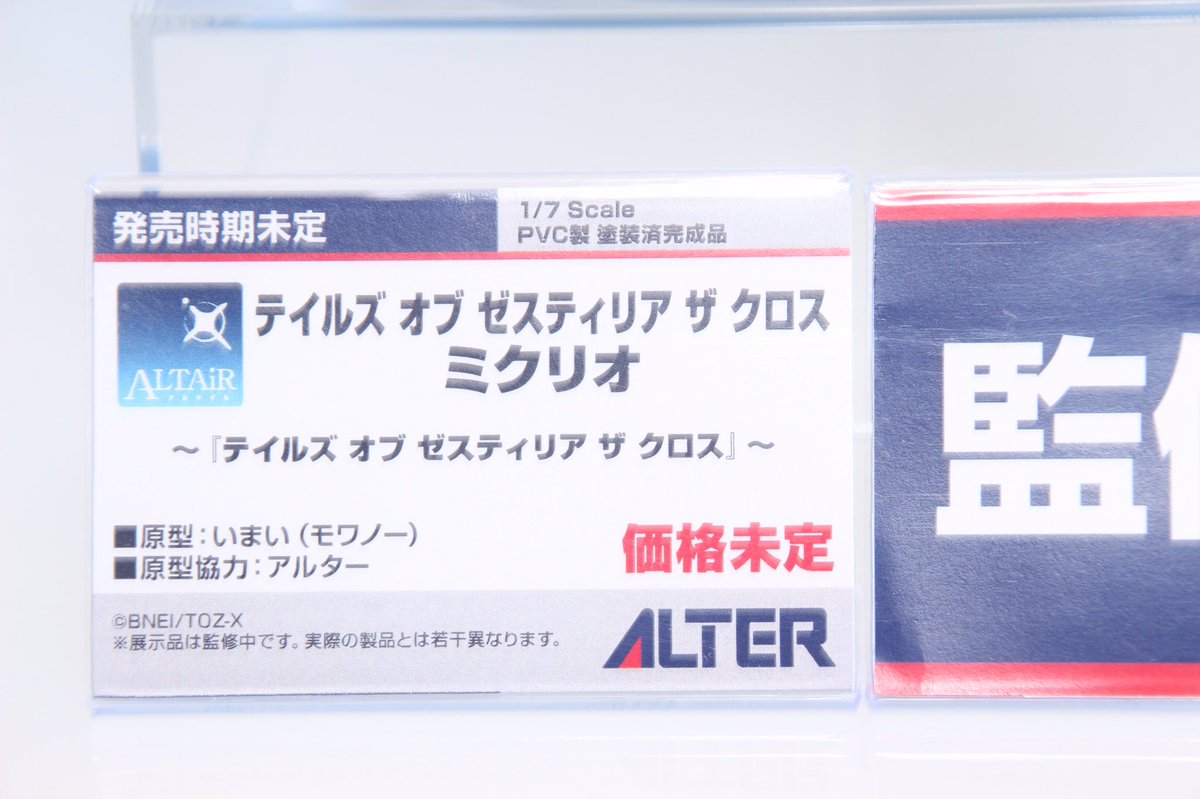 発売時期未定
1/7 Scale
PVC製 塗装済完成品
ALTAiR
アルタイル
テイルズ オブ ゼスティリア ザ クロス
ミクリオ
～『テイルズ オブ ゼスティリア ザ クロス』～
■原型：いまい（モワノー）
■原型協力：アルター
価格未定
©BNEI/TOZ-X
※展示品は監修中です。実際の製品とは若干異なります。
ALTER
監